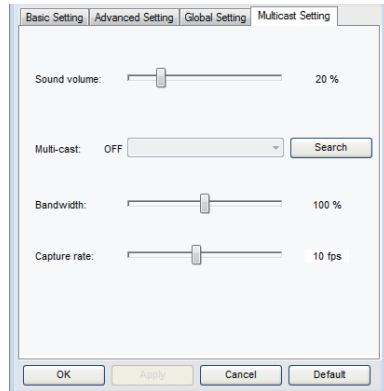 Basic Setting Advanced Setting Global Setting Multicast Setting
Sound volume: 20 %
Multi-cast: OFF Search
Bandwidth: 100 %
Capture rate: 10 fps
OK Apply Cancel Default